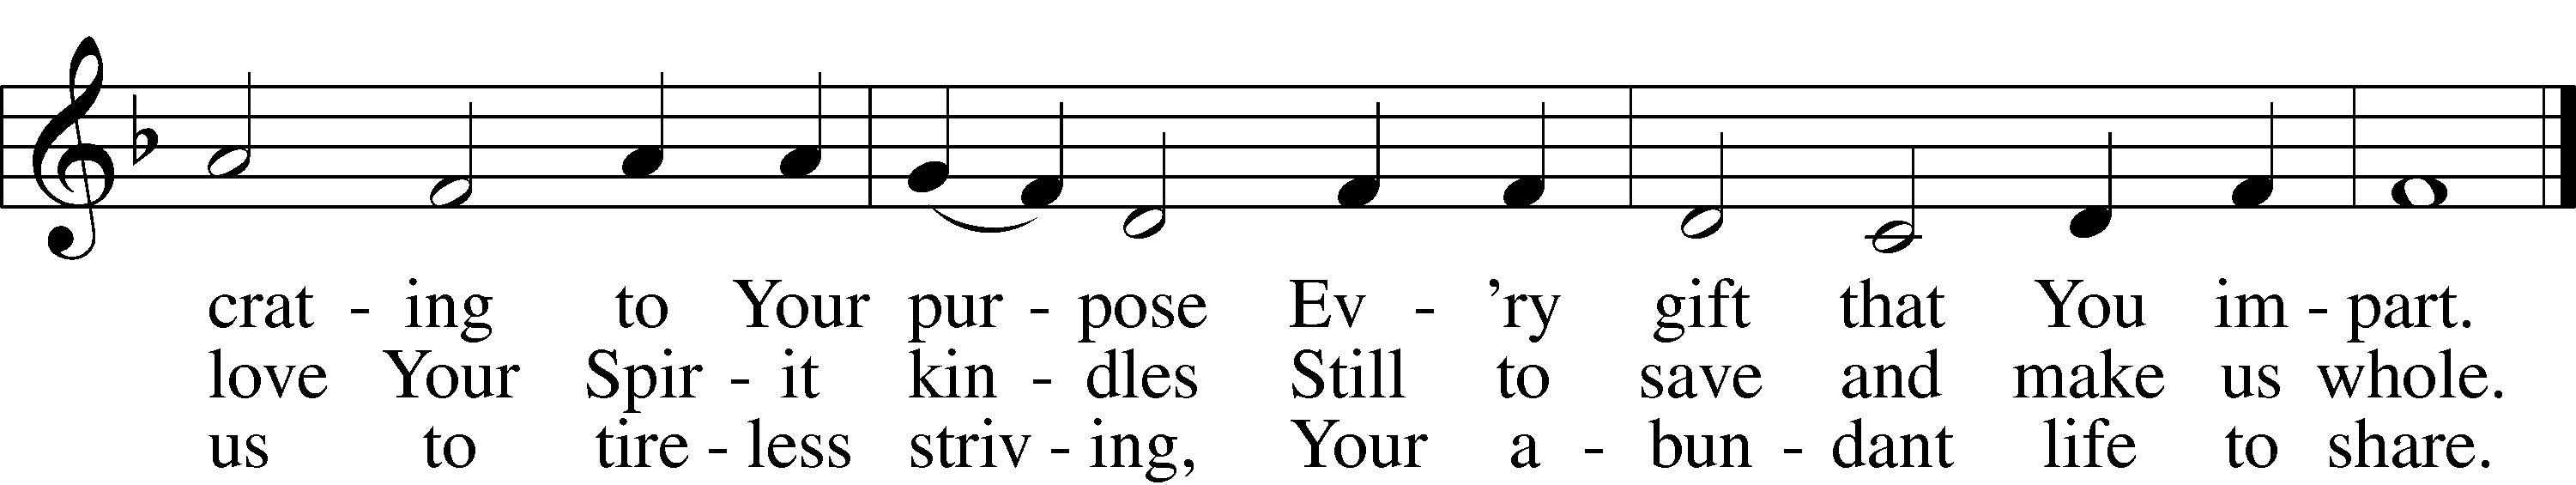 crat - ing to Your pur - pose Ev - ’ry gift that You im - part.
love Your Spir - it kin - dles Still to save and make us whole.
us to tire - less striv - ing, Your a - bun - dant life to share.